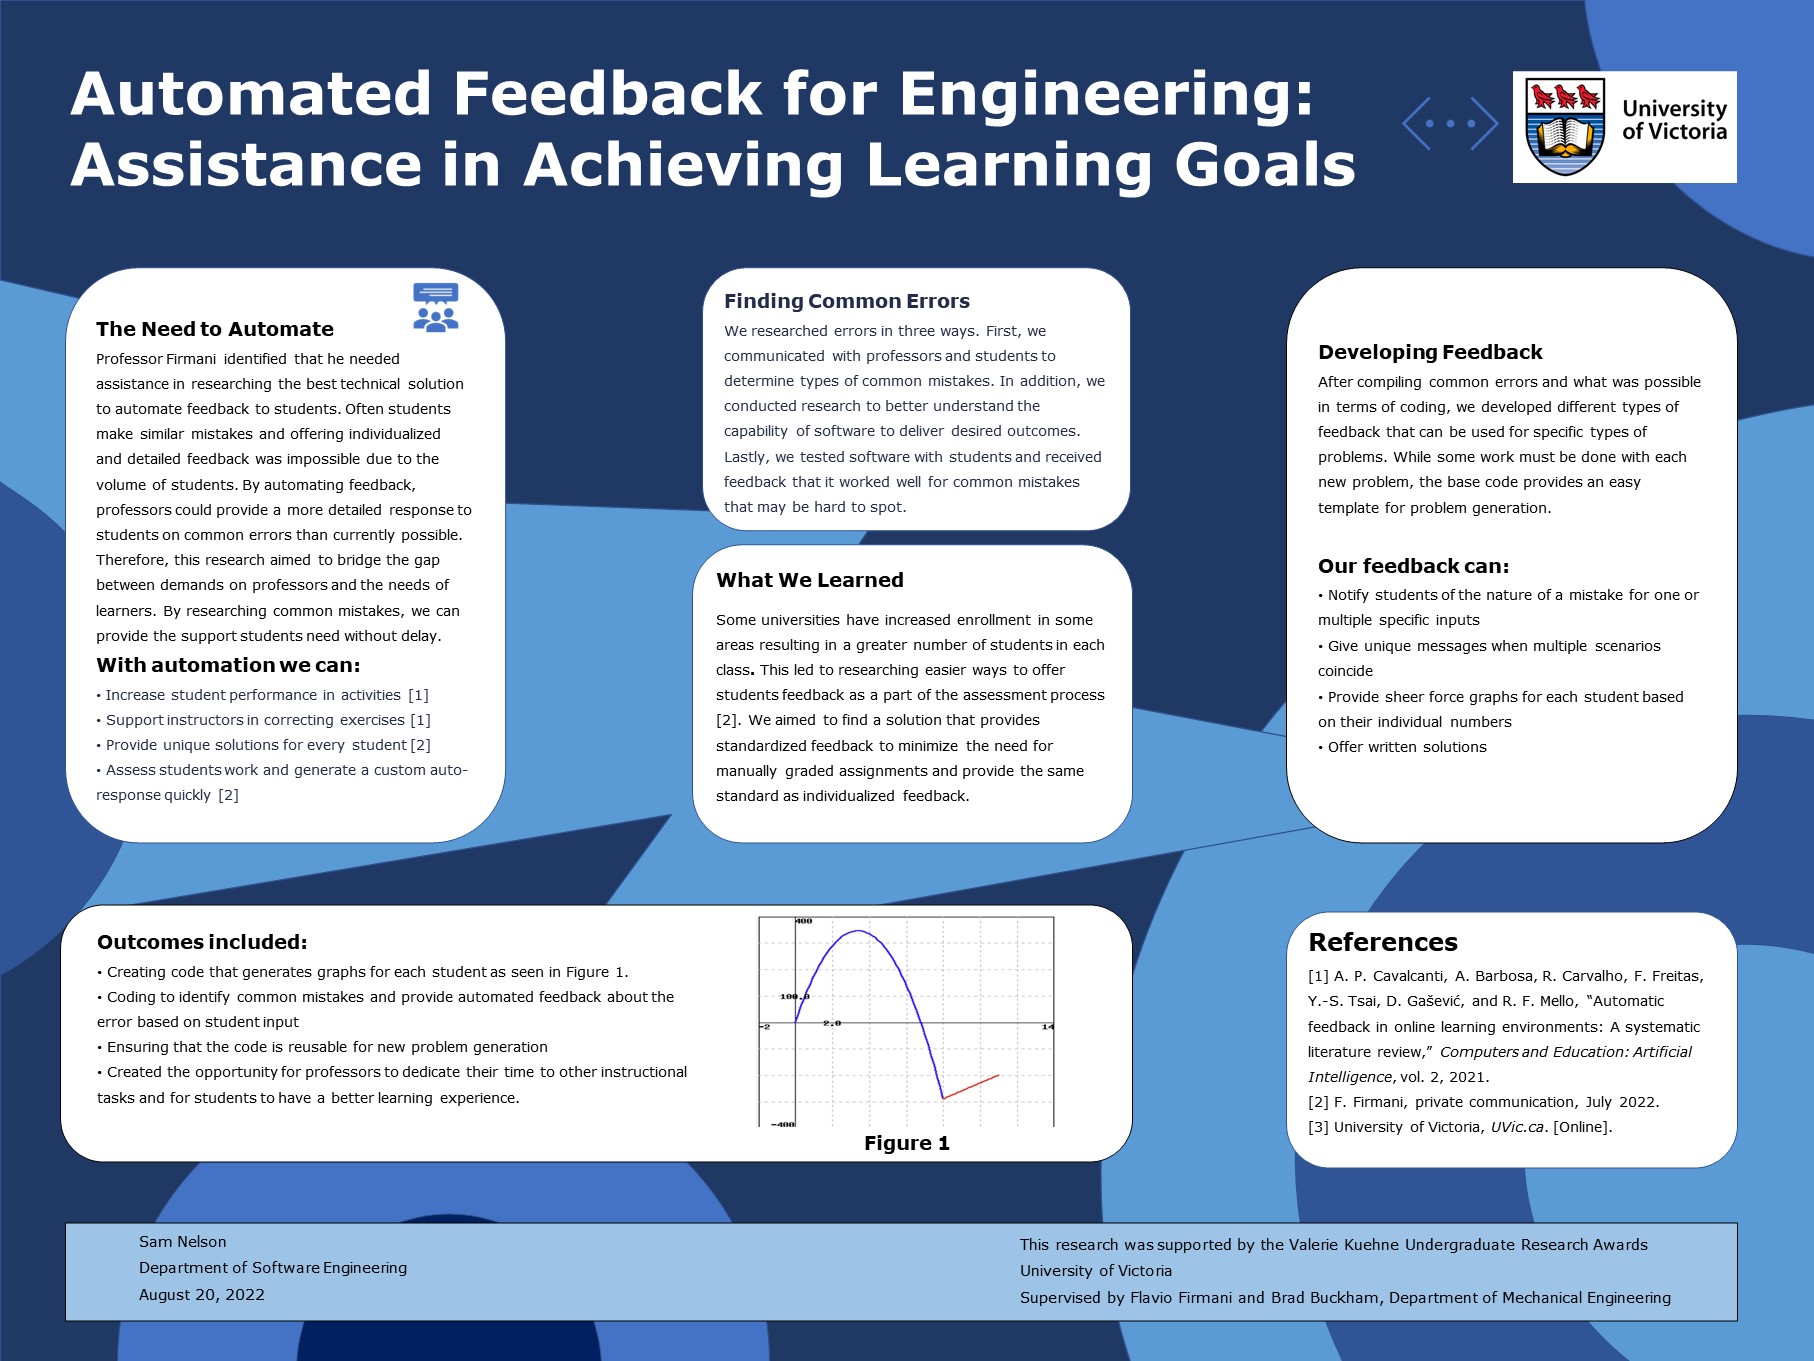 Automated Feedback for Engineering:
Assistance in Achieving Learning Goals
University
of Victoria
The Need to Automate
Professor Firmani identified that he needed
assistance in researching the best technical solution
to automate feedback to students. Often students
make similar mistakes and offering individualized
and detailed feedback was impossible due to the
volume of students. By automating feedback,
professors could provide a more detailed response to
students on common errors than currently possible.
Therefore, this research aimed to bridge the gap
between demands on professors and the needs of
learners. By researching common mistakes, we can
provide the support students need without delay.
With automation we can:
• Increase student performance in activities [1]
• Support instructors in correcting exercises [1]
• Provide unique solutions for every student [2]
• Assess students work and generate a custom auto-
response quickly [2]
Finding Common Errors
We researched errors in three ways. First, we
communicated with professors and students to
determine types of common mistakes. In addition, we
conducted research to better understand the
capability of software to deliver desired outcomes.
Lastly, we tested software with students and received
feedback that it worked well for common mistakes
that may be hard to spot.
What We Learned
Some universities have increased enrollment in some
areas resulting in a greater number of students in each
class. This led to researching easier ways to offer
students feedback as a part of the assessment process
[2]. We aimed to find a solution that provides
standardized feedback to minimize the need for
manually graded assignments and provide the same
standard as individualized feedback.
Developing Feedback
After compiling common errors and what was possible
in terms of coding, we developed different types of
feedback that can be used for specific types of
problems. While some work must be done with each
new problem, the base code provides an easy
template for problem generation.
Our feedback can:
• Notify students of the nature of a mistake for one or
multiple specific inputs
• Give unique messages when multiple scenarios
coincide
• Provide sheer force graphs for each student based
on their individual numbers
• Offer written solutions
Outcomes included:
• Creating code that generates graphs for each student as seen in Figure 1.
• Coding to identify common mistakes and provide automated feedback about the
error based on student input
• Ensuring that the code is reusable for new problem generation
• Created the opportunity for professors to dedicate their time to other instructional
tasks and for students to have a better learning experience.
400
100.0
-2
2.0
14
-400
Figure 1
References
[1] A. P. Cavalcanti, A. Barbosa, R. Carvalho, F. Freitas,
Y.-S. Tsai, D. Gašević, and R. F. Mello, “Automatic
feedback in online learning environments: A systematic
literature review,” Computers and Education: Artificial
Intelligence, vol. 2, 2021.
[2] F. Firmani, private communication, July 2022.
[3] University of Victoria, UVic.ca. [Online].
Sam Nelson
Department of Software Engineering
August 20, 2022
This research was supported by the Valerie Kuehne Undergraduate Research Awards
University of Victoria
Supervised by Flavio Firmani and Brad Buckham, Department of Mechanical Engineering